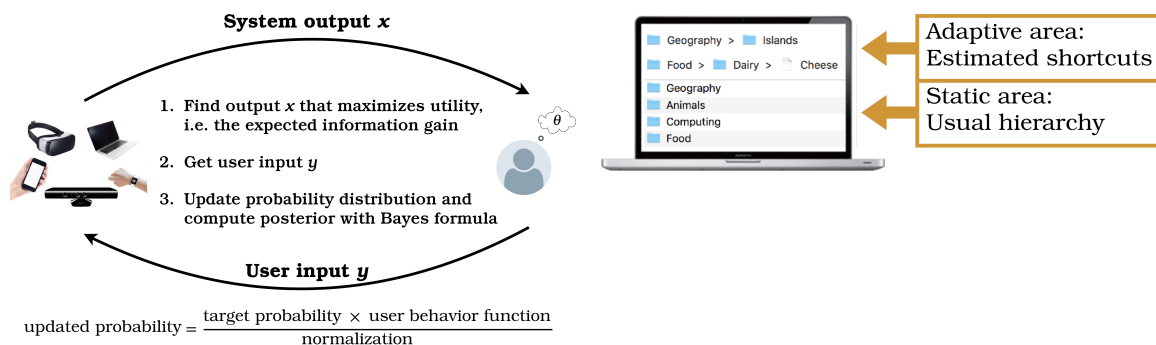 System output x
1. Find output x that maximizes utility,
i.e. the expected information gain
2. Get user input y
3. Update probability distribution and
compute posterior with Bayes formula
θ
User input y
updated probability = target probability × user behavior function
normalization
Geography > Islands
Food > Dairy > Cheese
Geography
Animals
Computing
Food
Adaptive area:
Estimated shortcuts
Static area:
Usual hierarchy